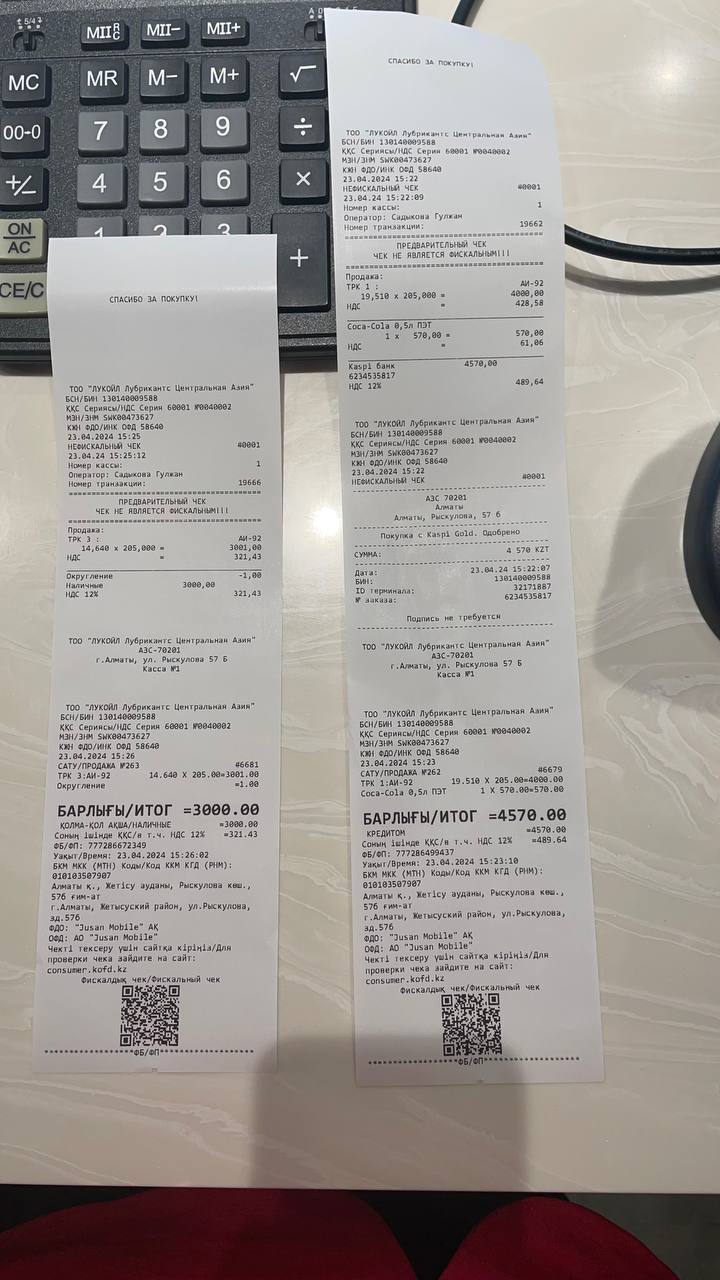 MC
00-0
+/−
ON
AC
CE/C
MII−
MII+
MR
M−
M+
√
7
8
9
÷
4
5
6
×
1
2
3
+
СПАСИБО ЗА ПОКУПКУ!
ТОО "ЛУКОЙЛ Лубрикантс Центральная Азия"
БСН/БИН 130140009588
ҚҚС Сериясы/НДС Серия 60001 №0040002
МЗН/ЗНМ SWK00473627
КЖН ФДО/ИНК ОФД 58640
23.04.2024 15:25
НЕФИСКАЛЬНЫЙ ЧЕК #0001
23.04.24 15:25:12
Номер кассы: 1
Оператор: Садыкова Гулжан
Номер транзакции: 19666
ПРЕДВАРИТЕЛЬНЫЙ ЧЕК
ЧЕК НЕ ЯВЛЯЕТСЯ ФИСКАЛЬНЫМ!!!
Продажа:
ТРК 3 : АИ-92
14,640 x 205,000 = 3001,00
НДС = 321,43
Округление -1,00
Наличные 3000,00
НДС 12% 321,43
ТОО "ЛУКОЙЛ Лубрикантс Центральная Азия"
АЗС-70201
г.Алматы, ул. Рыскулова 57 Б
Касса №1
ТОО "ЛУКОЙЛ Лубрикантс Центральная Азия"
БСН/БИН 130140009588
ҚҚС Сериясы/НДС Серия 60001 №0040002
МЗН/ЗНМ SWK00473627
КЖН ФДО/ИНК ОФД 58640
23.04.2024 15:26
САТУ/ПРОДАЖА №263 #6681
ТРК 3:АИ-92 14.640 X 205.00=3001.00
Округление =1.00
БАРЛЫҒЫ/ИТОГ =3000.00
ҚОЛМА-ҚОЛ АҚША/НАЛИЧНЫЕ =3000.00
Соның ішінде ҚҚС/в т.ч. НДС 12% =321.43
ФБ/ФП: 777286672349
Уақыт/Время: 23.04.2024 15:26:02
БКМ МКК (МТН) Коды/Код ККМ КГД (РНМ):
010103507907
Алматы қ., Жетісу ауданы, Рыскулова көш.,
57б ғим-ат
г.Алматы, Жетысуский район, ул.Рыскулова,
зд.57б
ФДО: "Jusan Mobile" АҚ
ОФД: АО "Jusan Mobile"
Чекті тексеру үшін сайтқа кіріңіз/Для
проверки чека зайдите на сайт:
consumer.kofd.kz
Фискалдық чек/Фискальный чек
ФБ/ФП
СПАСИБО ЗА ПОКУПКУ!
ТОО "ЛУКОЙЛ Лубрикантс Центральная Азия"
БСН/БИН 130140009588
ҚҚС Сериясы/НДС Серия 60001 №0040002
МЗН/ЗНМ SWK00473627
КЖН ФДО/ИНК ОФД 58640
23.04.2024 15:22
НЕФИСКАЛЬНЫЙ ЧЕК #0001
23.04.24 15:22:09
Номер кассы: 1
Оператор: Садыкова Гулжан
Номер транзакции: 19662
ПРЕДВАРИТЕЛЬНЫЙ ЧЕК
ЧЕК НЕ ЯВЛЯЕТСЯ ФИСКАЛЬНЫМ!!!
Продажа:
ТРК 1 : АИ-92
19,510 x 205,000 = 4000,00
НДС = 428,58
Coca-Cola 0,5л ПЭТ 570,00
1 x 570,00 =
НДС = 61,06
Kaspi банк 4570,00
6234535817
НДС 12% 489,64
ТОО "ЛУКОЙЛ Лубрикантс Центральная Азия"
БСН/БИН 130140009588
ҚҚС Сериясы/НДС Серия 60001 №0040002
МЗН/ЗНМ SWK00473627
КЖН ФДО/ИНК ОФД 58640
23.04.2024 15:22
НЕФИСКАЛЬНЫЙ ЧЕК #0001
АЗС 70201
Алматы
Алматы, Рыскулова, 57 б
Покупка с Kaspi Gold. Одобрено
СУММА: 4 570 KZT
Дата: 23.04.24 15:22:07
БИН: 130140009588
ID терминала: 32171887
№ заказа: 6234535817
Подпись не требуется
ТОО "ЛУКОЙЛ Лубрикантс Центральная Азия"
АЗС-70201
г.Алматы, ул. Рыскулова 57 Б
Касса №1
ТОО "ЛУКОЙЛ Лубрикантс Центральная Азия"
БСН/БИН 130140009588
ҚҚС Сериясы/НДС Серия 60001 №0040002
МЗН/ЗНМ SWK00473627
КЖН ФДО/ИНК ОФД 58640
23.04.2024 15:23
САТУ/ПРОДАЖА №262 #6679
ТРК 1:АИ-92 19.510 X 205.00=4000.00
Coca-Cola 0,5л ПЭТ 1 X 570.00=570.00
БАРЛЫҒЫ/ИТОГ =4570.00
КРЕДИТОМ =4570.00
Соның ішінде ҚҚС/в т.ч. НДС 12% =489.64
ФБ/ФП: 777286499437
Уақыт/Время: 23.04.2024 15:23:10
БКМ МКК (МТН) Коды/Код ККМ КГД (РНМ):
010103507907
Алматы қ., Жетісу ауданы, Рыскулова көш.,
57б ғим-ат
г.Алматы, Жетысуский район, ул.Рыскулова,
зд.57б
ФДО: "Jusan Mobile" АҚ
ОФД: АО "Jusan Mobile"
Чекті тексеру үшін сайтқа кіріңіз/Для
проверки чека зайдите на сайт:
consumer.kofd.kz
Фискалдық чек/Фискальный чек
ФБ/ФП